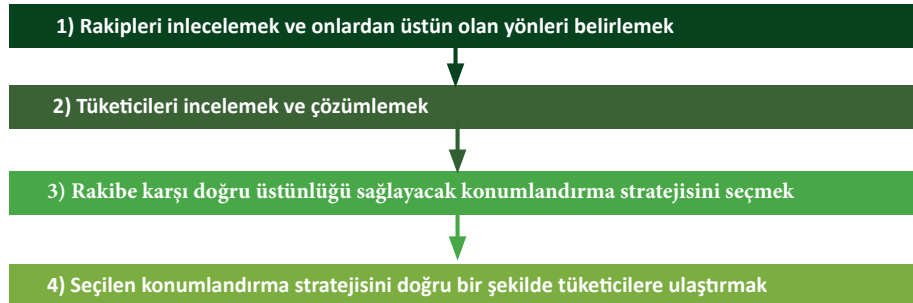 1) Rakipleri inlecelemek ve onlardan üstün olan yönleri belirlemek
2) Tüketicileri incelemek ve çözümlemek
3) Rakibe karşı doğru üstünlüğü sağlayacak konumlandırma stratejisini seçmek
4) Seçilen konumlandırma stratejisini doğru bir şekilde tüketicilere ulaştırmak